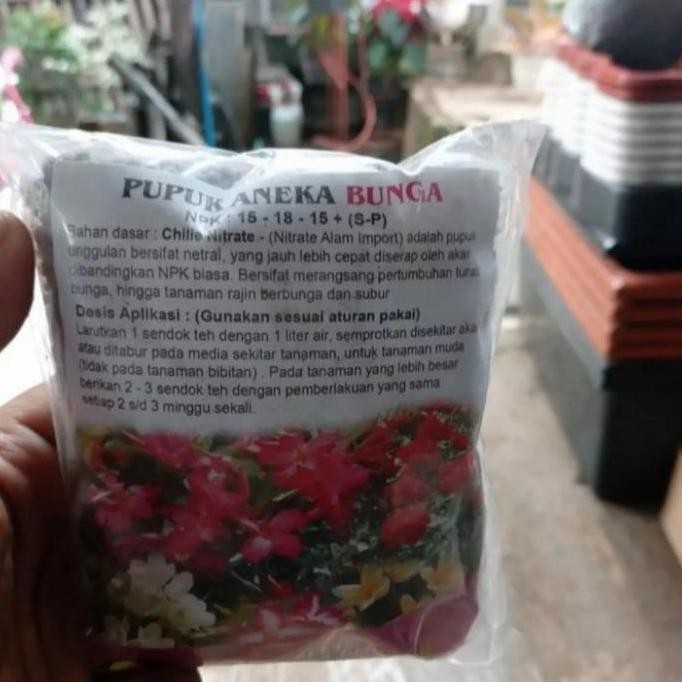 PUPUK ANEKA BUNGA
NPK : 15 - 18 - 15 + (S-P)
Bahan dasar : Chilie Nitrate - (Nitrate Alam Import) adalah pupuk
unggulan bersifat netral, yang jauh lebih cepat diserap oleh akar
dibandingkan NPK biasa. Bersifat merangsang pertumbuhan tunas
bunga, hingga tanaman rajin berbunga dan subur
Dosis Aplikasi : (Gunakan sesuai aturan pakai)
Larutkan 1 sendok teh dengan 1 liter air, semprotkan disekitar akar
atau ditabur pada media sekitar tanaman, untuk tanaman muda
(tidak pada tanaman bibitan) . Pada tanaman yang lebih besar
berikan 2 - 3 sendok teh dengan pemberlakuan yang sama
setiap 2 s/d 3 minggu sekali.